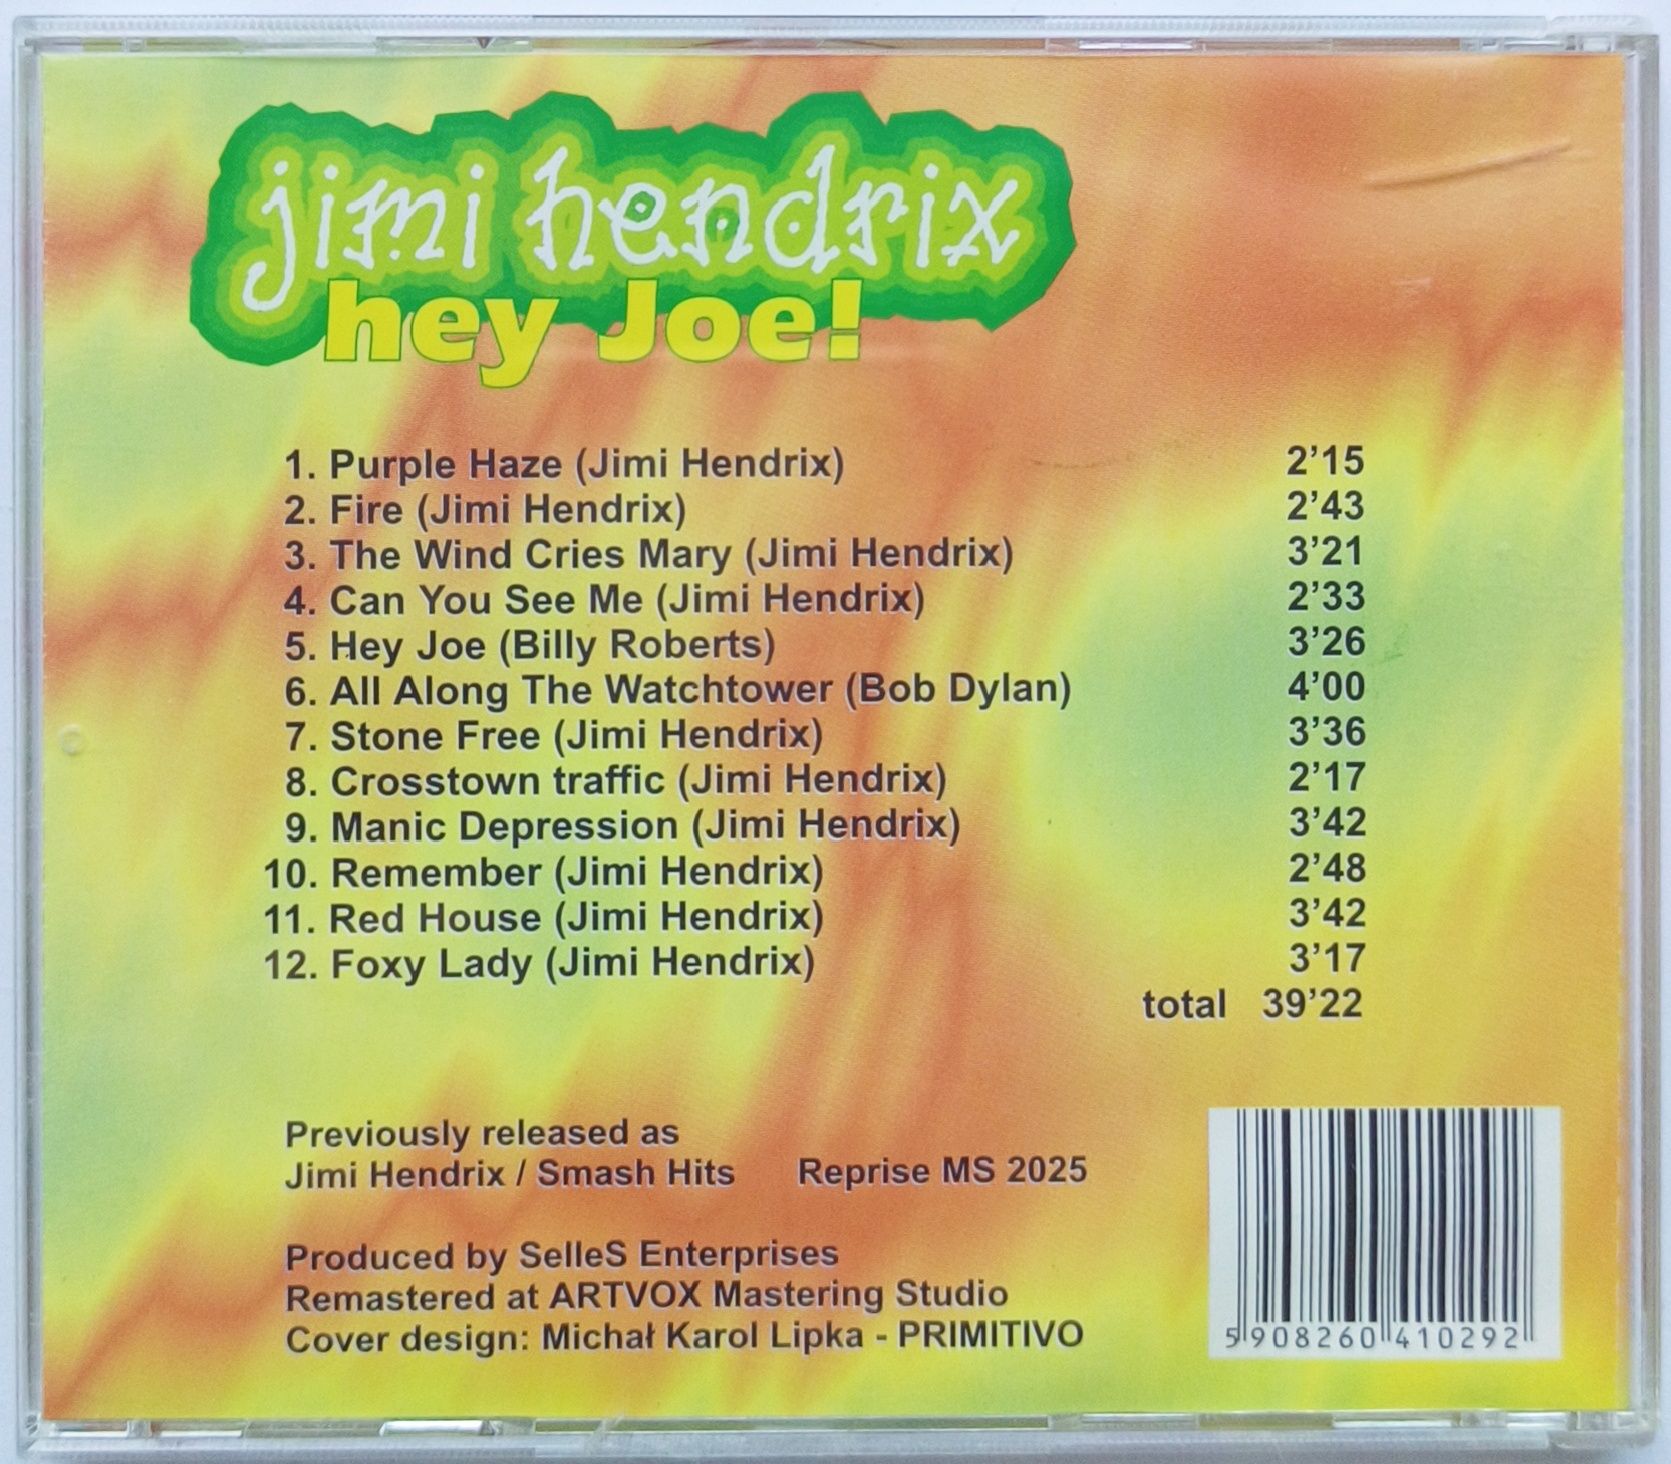 jimi hendrix
hey Joe!
1. Purple Haze (Jimi Hendrix) 2’15
2. Fire (Jimi Hendrix) 2’43
3. The Wind Cries Mary (Jimi Hendrix) 3’21
4. Can You See Me (Jimi Hendrix) 2’33
5. Hey Joe (Billy Roberts) 3’26
6. All Along The Watchtower (Bob Dylan) 4’00
7. Stone Free (Jimi Hendrix) 3’36
8. Crosstown traffic (Jimi Hendrix) 2’17
9. Manic Depression (Jimi Hendrix) 3’42
10. Remember (Jimi Hendrix) 2’48
11. Red House (Jimi Hendrix) 3’42
12. Foxy Lady (Jimi Hendrix) 3’17
total 39’22
Previously released as
Jimi Hendrix / Smash Hits Reprise MS 2025
Produced by SelleS Enterprises
Remastered at ARTVOX Mastering Studio
Cover design: Michał Karol Lipka - PRIMITIVO
5908260410292